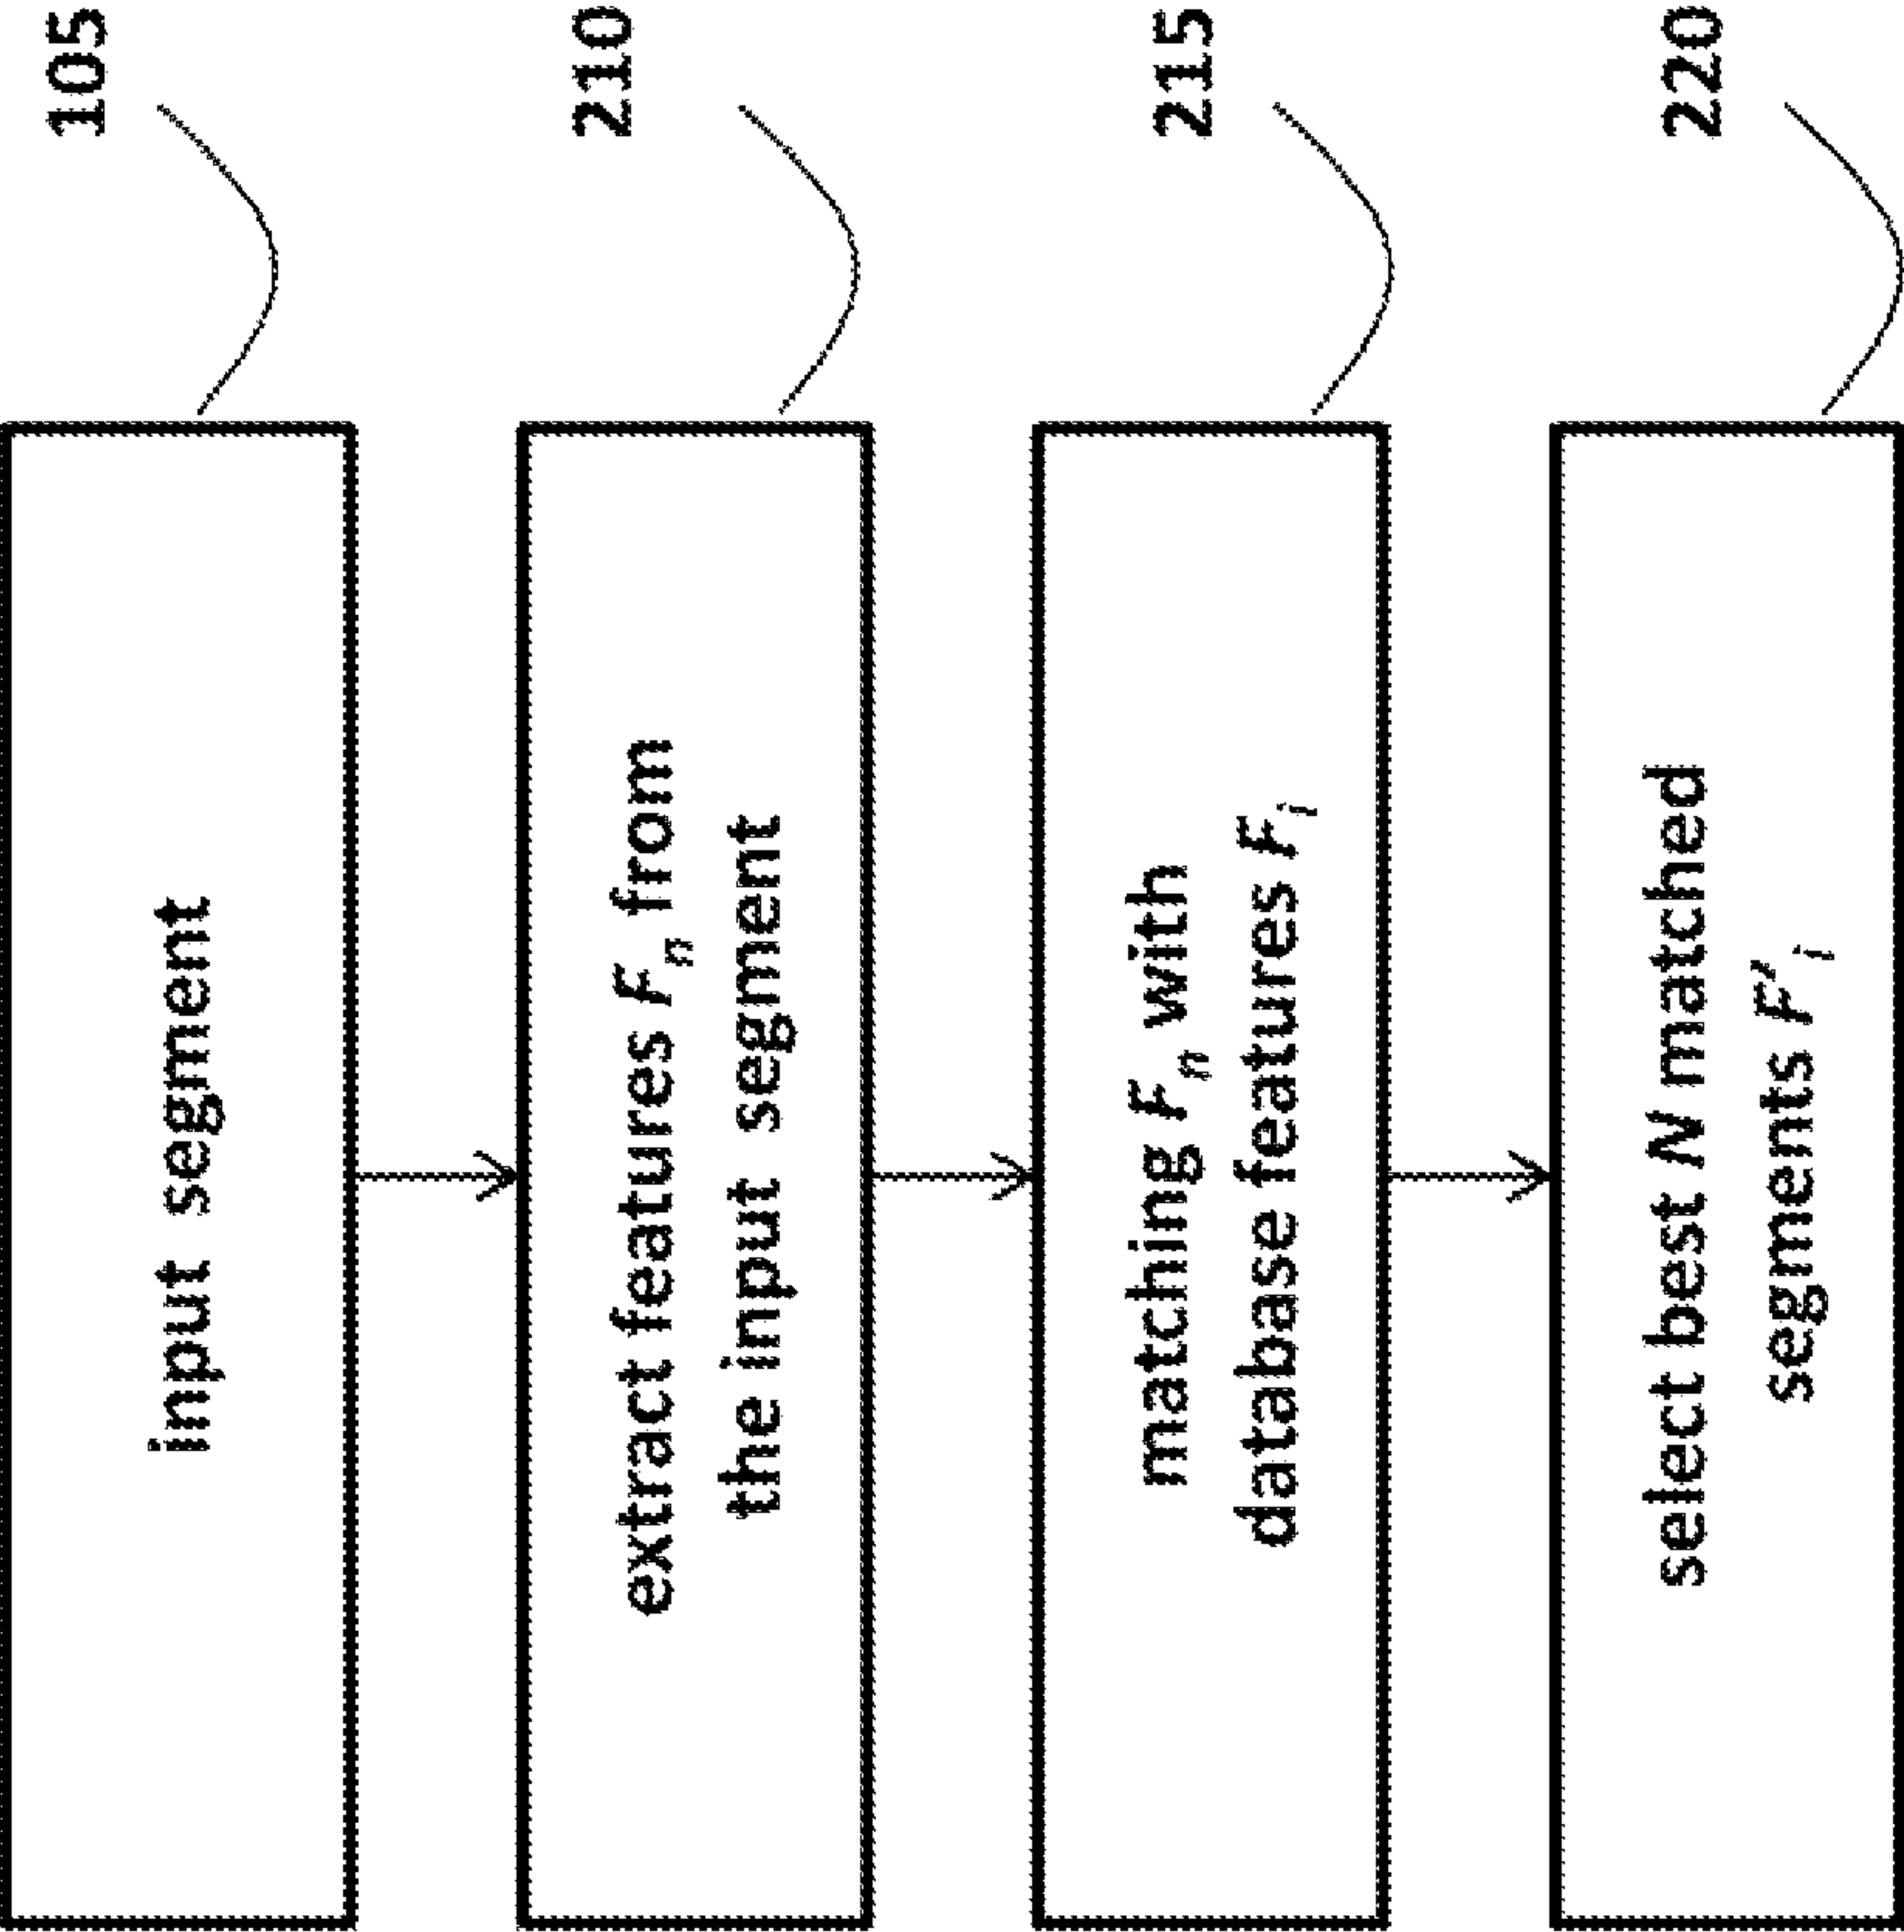 input segment
105
extract features Fn from
the input segment
210
matching Fn with
database features Fi
215
select best N matched
segments F'i
220